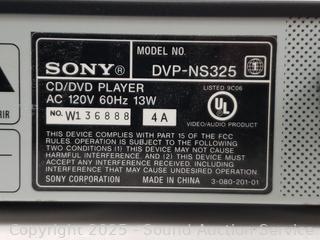 MODEL NO.
SONY® DVP-NS325
CD/DVD PLAYER
AC 120V 60Hz 13W
LISTED 9C06
UL
NO. W136888 4A
VIDEO/AUDIO PRODUCT
THIS DEVICE COMPLIES WITH PART 15 OF THE FCC
RULES. OPERATION IS SUBJECT TO THE FOLLOWING
TWO CONDITIONS:(1) THIS DEVICE MAY NOT CAUSE
HARMFUL INTERFERENCE, AND (2) THIS DEVICE MUST
ACCEPT ANY INTERFERENCE RECEIVED, INCLUDING
INTERFERENCE THAT MAY CAUSE UNDESIRED OPERATION.
SONY CORPORATION 3-080-201-01
Copyright 2025 - Sound Auction Service